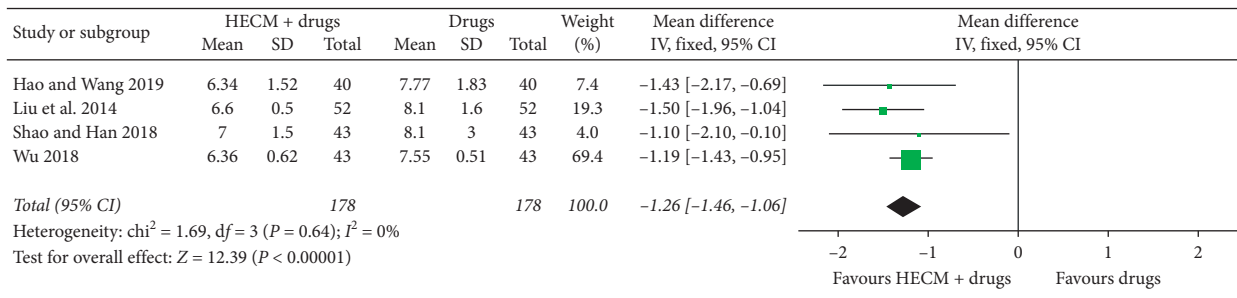 Study or subgroup HECM + drugs Drugs Weight Mean difference Mean difference
Mean SD Total Mean SD Total (%) IV, fixed, 95% CI IV, fixed, 95% CI
Hao and Wang 2019 6.34 1.52 40 7.77 1.83 40 7.4 –1.43 [–2.17, –0.69]
Liu et al. 2014 6.6 0.5 52 8.1 1.6 52 19.3 –1.50 [–1.96, –1.04]
Shao and Han 2018 7 1.5 43 8.1 3 43 4.0 –1.10 [–2.10, –0.10]
Wu 2018 6.36 0.62 43 7.55 0.51 43 69.4 –1.19 [–1.43, –0.95]
Total (95% CI) 178 178 100.0 –1.26 [–1.46, –1.06]
Heterogeneity: chi² = 1.69, df = 3 (P = 0.64); I² = 0%
Test for overall effect: Z = 12.39 (P < 0.00001)
–2 –1 0 1 2
Favours HECM + drugs Favours drugs